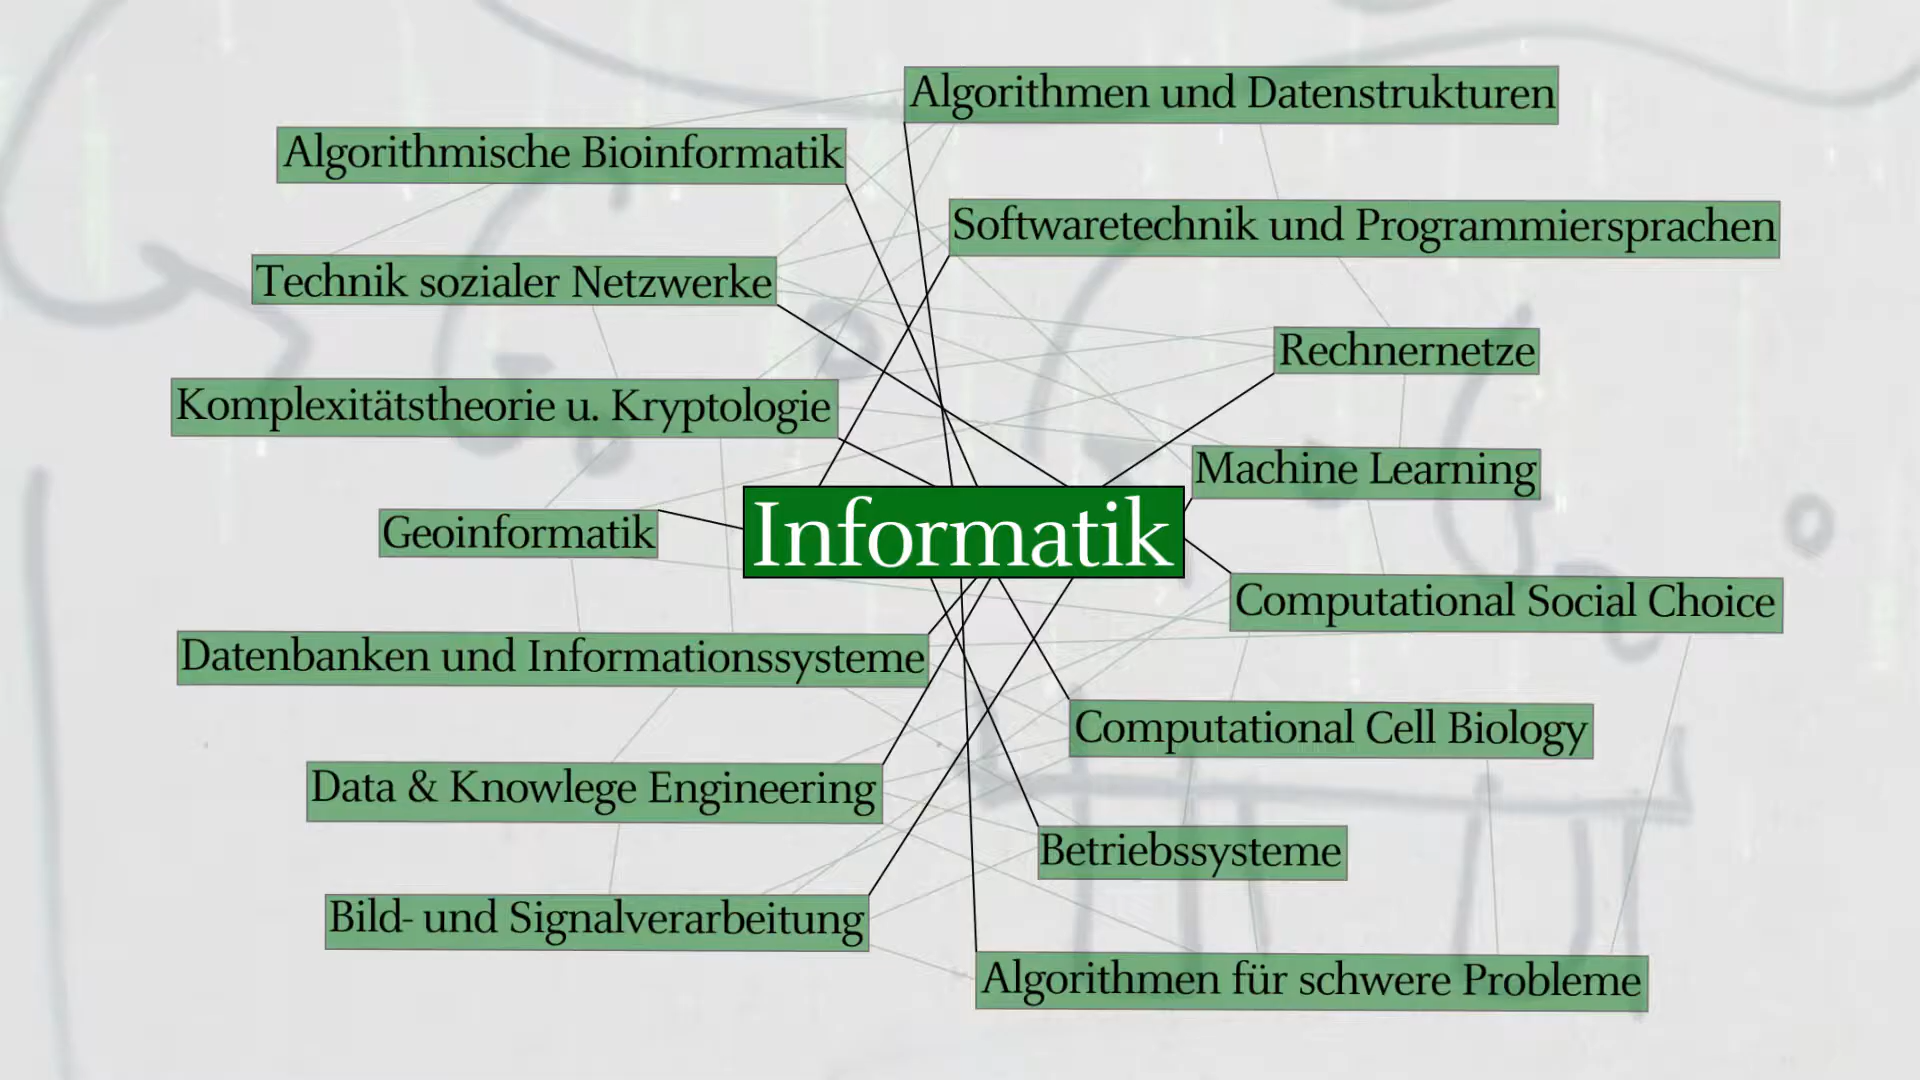 Algorithmen und Datenstrukturen
Algorithmische Bioinformatik
Softwaretechnik und Programmiersprachen
Technik sozialer Netzwerke
Rechnernetze
Komplexitätstheorie u. Kryptologie
Machine Learning
Informatik
Geoinformatik
Computational Social Choice
Datenbanken und Informationssysteme
Computational Cell Biology
Data & Knowlege Engineering
Betriebssysteme
Bild- und Signalverarbeitung
Algorithmen für schwere Probleme